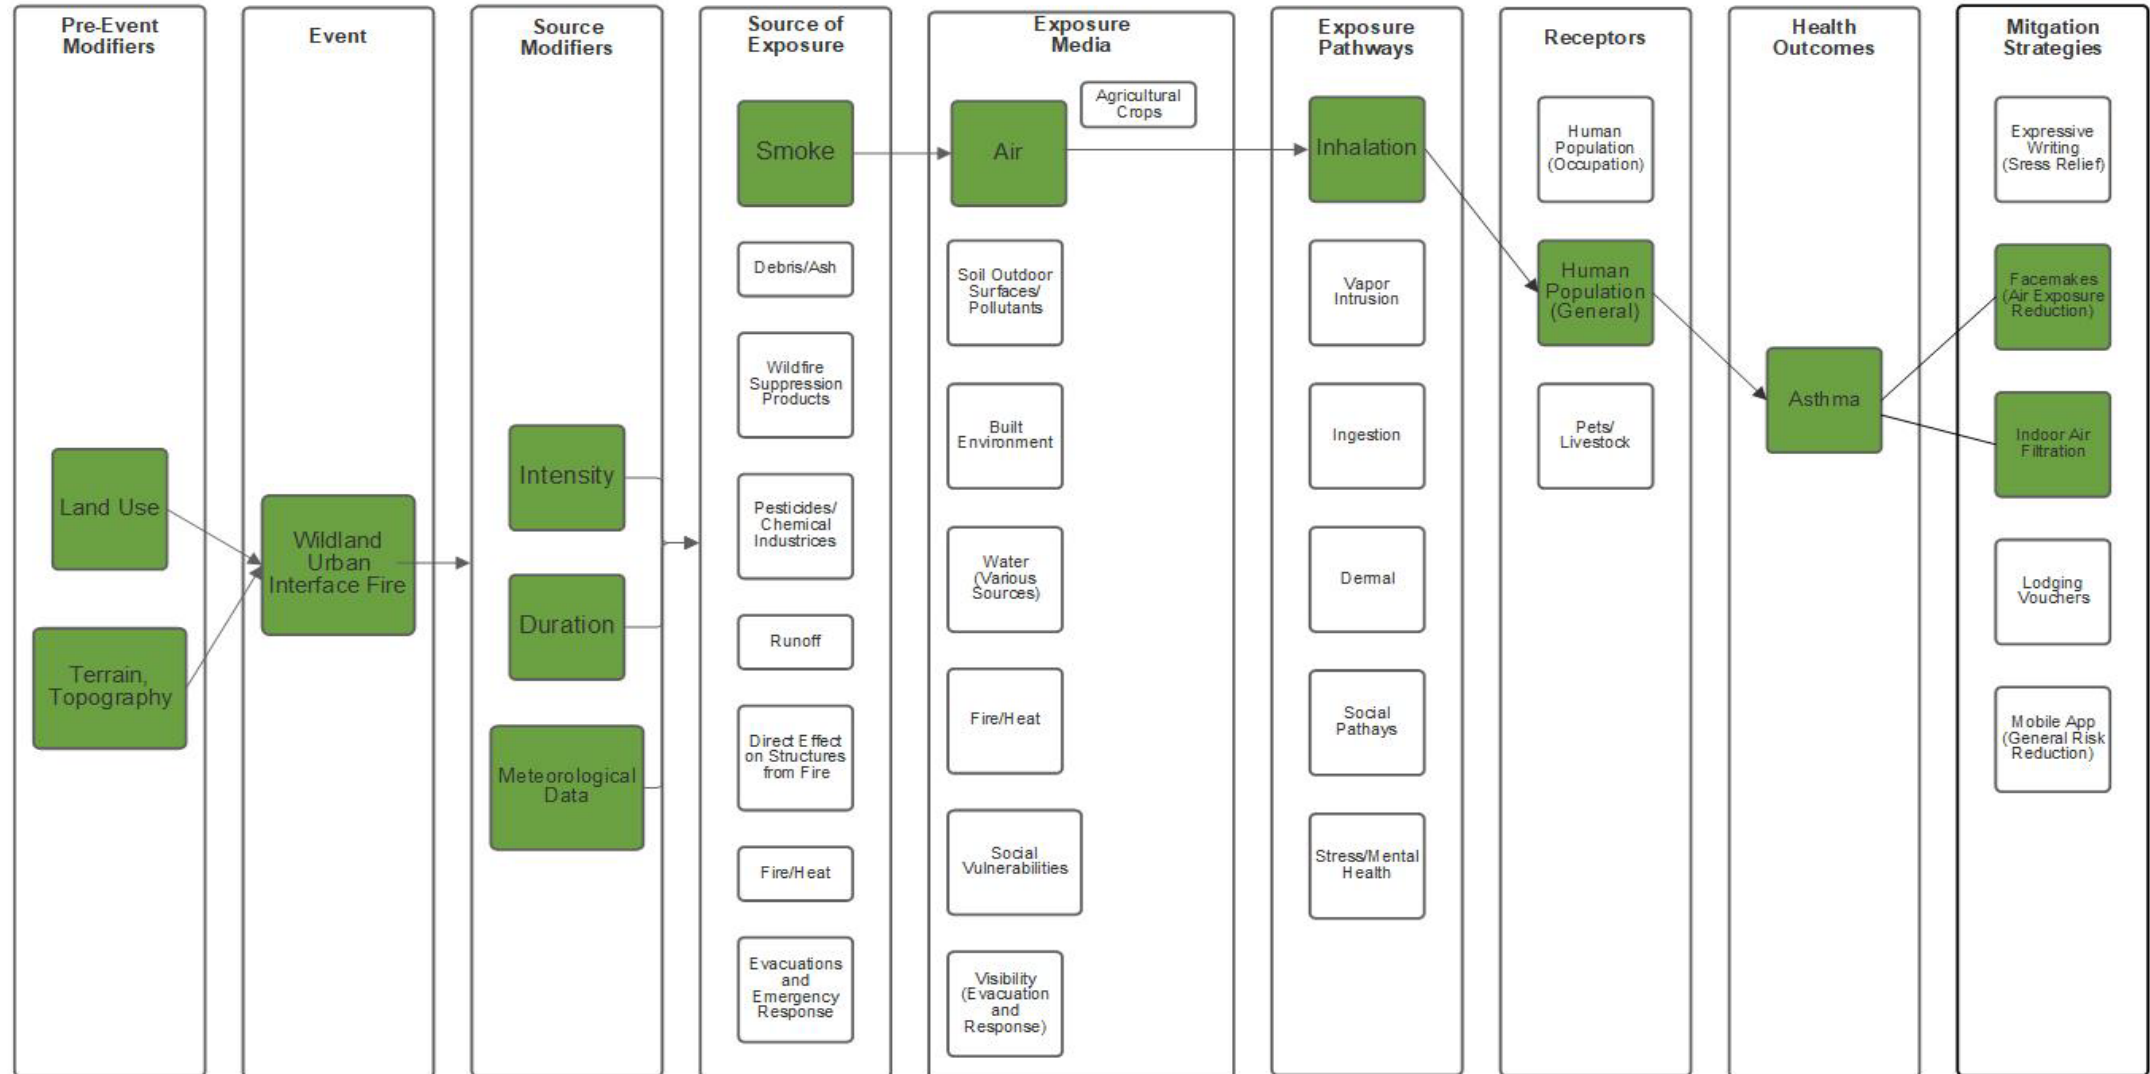 Pre-Event
Modifiers
Land Use
Terrain,
Topography
Event
Wildland
Urban
Interface Fire
Source
Modifiers
Intensity
Duration
Meteorological
Data
Source of
Exposure
Smoke
Debris/Ash
Wildfire
Suppression
Products
Pesticides/
Chemical
Industrices
Runoff
Direct Effect
on Structures
from Fire
Fire/Heat
Evacuations
and
Emergency
Response
Exposure
Media
Agricultural
Crops
Air
Soil Outdoor
Surfaces/
Pollutants
Built
Environment
Water
(Various
Sources)
Fire/Heat
Social
Vulnerabilities
Visibility
(Evacuation
and
Response)
Exposure
Pathways
Inhalation
Vapor
Intrusion
Ingestion
Dermal
Social
Pathays
Stress/Mental
Health
Receptors
Human
Population
(Occupation)
Human
Population
(General)
Pets/
Livestock
Health
Outcomes
Asthma
Mitgation
Strategies
Expressive
Writing
(Sress Relief)
Facemakes
(Air Exposure
Reduction)
Indoor Air
Filtration
Lodging
Vouchers
Mobile App
(General Risk
Reduction)